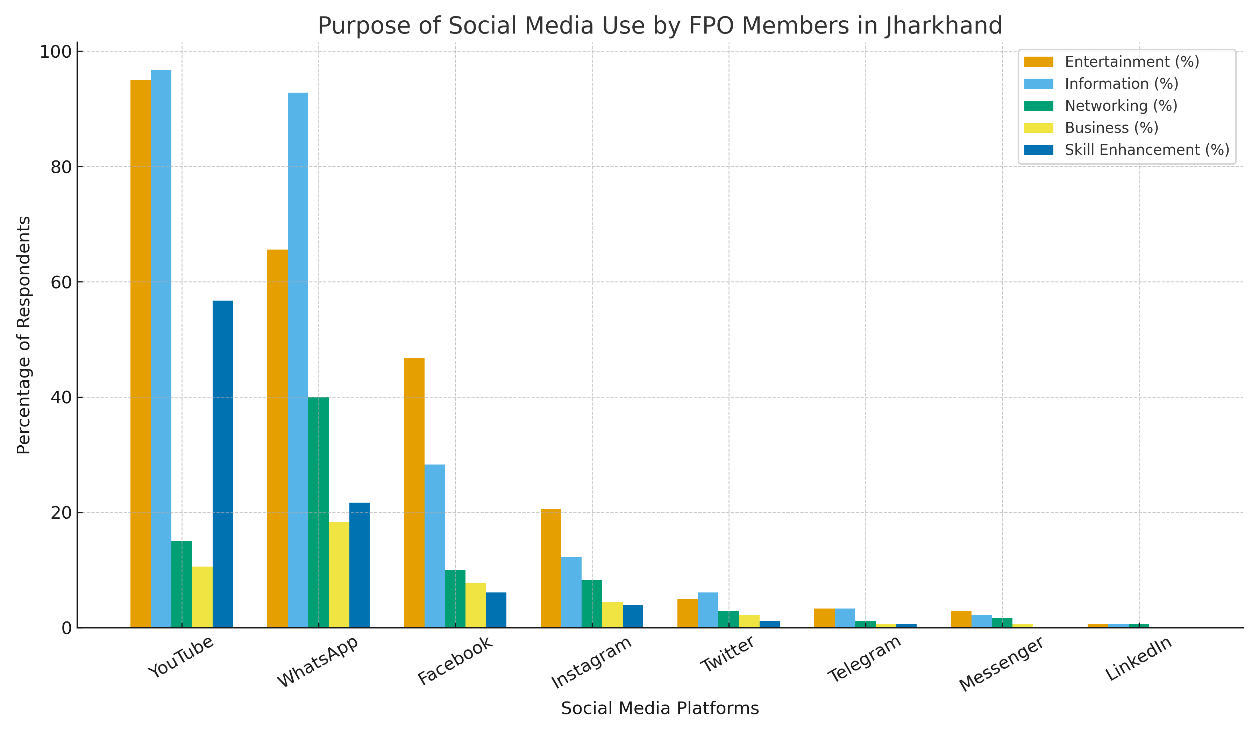 Purpose of Social Media Use by FPO Members in Jharkhand
Entertainment (%)
Information (%)
Networking (%)
Business (%)
Skill Enhancement (%)
Percentage of Respondents
100
80
60
40
20
0
YouTube
WhatsApp
Facebook
Instagram
Twitter
Telegram
Messenger
LinkedIn
Social Media Platforms